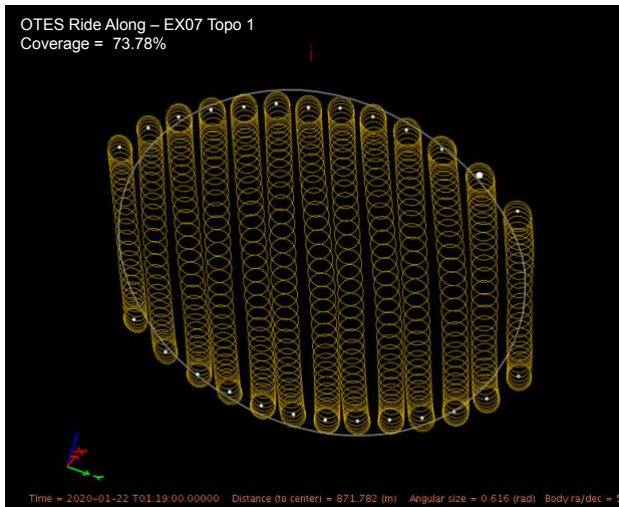 OTES Ride Along – EX07 Topo 1
Coverage =  73.78%
X
Y
Time = 2020-01-22 T01:19:00.00000    Distance (to center) = 871.782 (m)    Angular size = 0.616 (rad)    Body ra/dec = 5